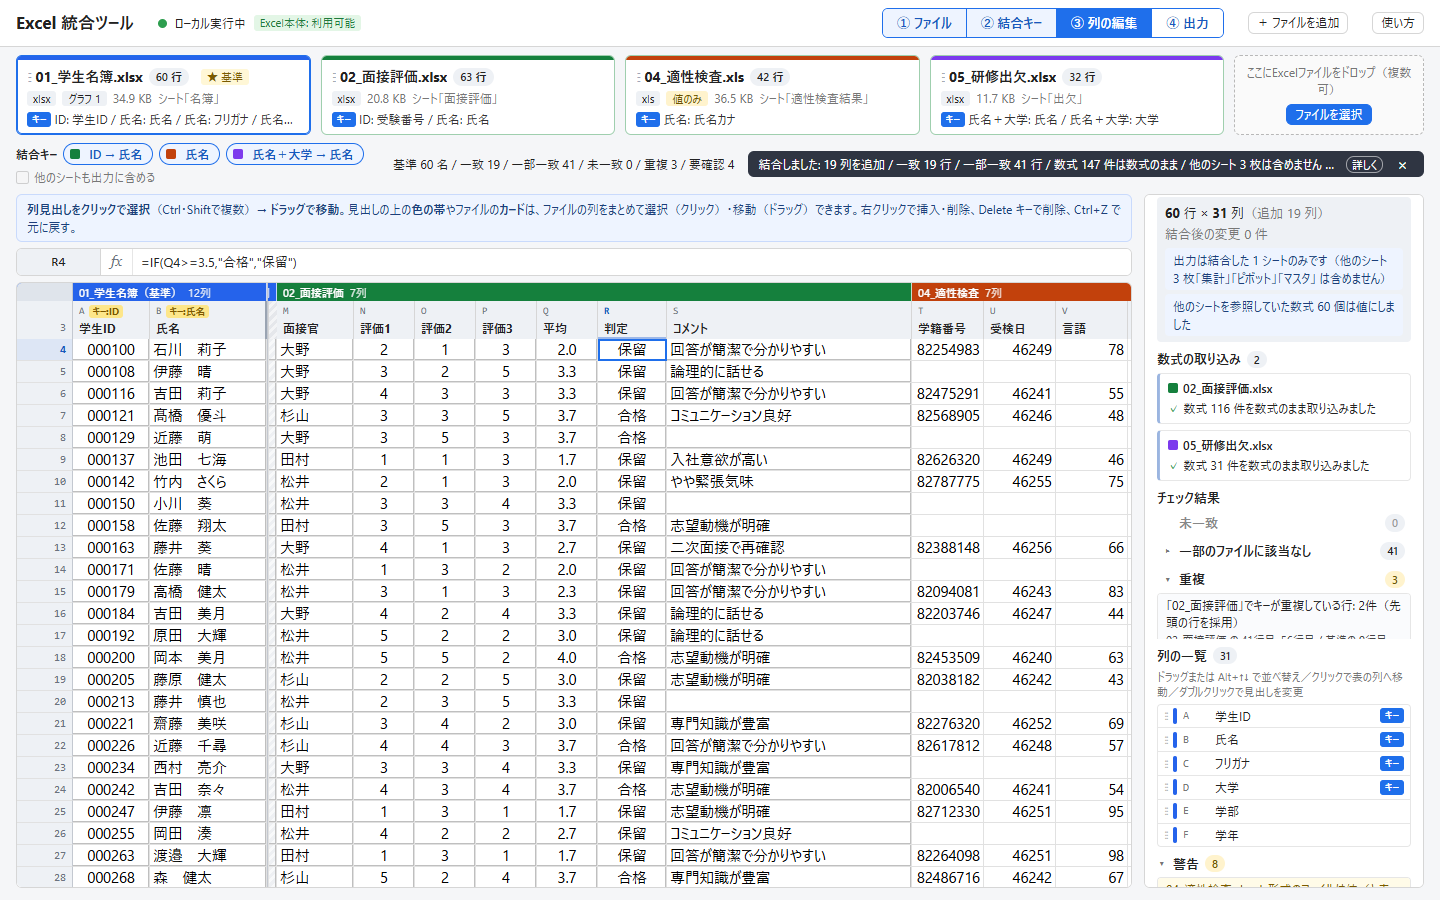 Excel 統合ツール ローカル実行中 Excel本体: 利用可能 ① ファイル ② 結合キー ③ 列の編集 ④ 出力 ＋ ファイルを追加 使い方
01_学生名簿.xlsx 60 行 ★ 基準
xlsx グラフ 1 34.9 KB シート「名簿」
キー ID: 学生ID / 氏名: 氏名 / 氏名: フリガナ / 氏名...
02_面接評価.xlsx 63 行
xlsx 20.8 KB シート「面接評価」
キー ID: 受験番号 / 氏名: 氏名
04_適性検査.xls 42 行
xls 値のみ 36.5 KB シート「適性検査結果」
キー 氏名: 氏名カナ
05_研修出欠.xlsx 32 行
xlsx 11.7 KB シート「出欠」
キー 氏名＋大学: 氏名 / 氏名＋大学: 大学
ここにExcelファイルをドロップ（複数可）
ファイルを選択
結合キー ID → 氏名 氏名 氏名＋大学 → 氏名
他のシートも出力に含める
基準 60 名 / 一致 19 / 一部一致 41 / 未一致 0 / 重複 3 / 要確認 4
結合しました: 19 列を追加 / 一致 19 行 / 一部一致 41 行 / 数式 147 件は数式のまま / 他のシート 3 枚は含めません ... 詳しく ×
列見出しをクリックで選択（Ctrl・Shiftで複数）→ ドラッグで移動。見出しの上の色の帯やファイルのカードは、ファイルの列をまとめて選択（クリック）・移動（ドラッグ）できます。右クリックで挿入・削除、Delete キーで削除、Ctrl+Z で
元に戻す。
R4 fx =IF(Q4>=3.5,"合格","保留")
01_学生名簿（基準） 12列 02_面接評価 7列 04_適性検査 7列
A キー:ID B キー:氏名 M N O P Q R S T U V
3 学生ID 氏名 面接官 評価1 評価2 評価3 平均 判定 コメント 学籍番号 受検日 言語
4 000100 石川 莉子 大野 2 1 3 2.0 保留 回答が簡潔で分かりやすい 82254983 46249 78
5 000108 伊藤 晴 大野 3 2 5 3.3 保留 論理的に話せる
6 000116 吉田 莉子 大野 4 3 3 3.3 保留 回答が簡潔で分かりやすい 82475291 46241 55
7 000121 髙橋 優斗 杉山 3 3 5 3.7 合格 コミュニケーション良好 82568905 46246 48
8 000129 近藤 萌 大野 3 5 3 3.7 合格
9 000137 池田 七海 田村 1 1 3 1.7 保留 入社意欲が高い 82626320 46249 46
10 000142 竹内 さくら 松井 2 1 3 2.0 保留 やや緊張気味 82787775 46255 75
11 000150 小川 葵 松井 3 3 4 3.3 保留
12 000158 佐藤 翔太 田村 3 5 3 3.7 合格 志望動機が明確
13 000163 藤井 葵 大野 4 1 3 2.7 保留 二次面接で再確認 82388148 46256 66
14 000171 佐藤 晴 松井 1 3 2 2.0 保留 回答が簡潔で分かりやすい
15 000179 高橋 健太 松井 3 1 3 2.3 保留 回答が簡潔で分かりやすい 82094081 46243 83
16 000184 吉田 美月 大野 4 2 4 3.3 保留 論理的に話せる 82203746 46247 44
17 000192 原田 大輝 松井 5 2 2 3.0 保留 論理的に話せる
18 000200 岡本 美月 松井 5 5 2 4.0 合格 志望動機が明確 82453509 46240 63
19 000205 藤原 健太 杉山 2 2 5 3.0 保留 志望動機が明確 82038182 46242 43
20 000213 藤井 慎也 松井 2 3 5 3.3 保留
21 000221 齋藤 美咲 杉山 3 4 2 3.0 保留 専門知識が豊富 82276320 46252 69
22 000226 近藤 千尋 杉山 4 4 3 3.7 合格 回答が簡潔で分かりやすい 82617812 46248 57
23 000234 西村 亮介 大野 3 3 4 3.3 保留 専門知識が豊富
24 000242 吉田 奈々 松井 4 3 4 3.7 合格 志望動機が明確 82006540 46241 54
25 000247 伊藤 凛 田村 1 3 1 1.7 保留 志望動機が明確 82712330 46251 95
26 000255 岡田 湊 松井 4 2 2 2.7 保留 コミュニケーション良好
27 000263 渡邉 大輝 田村 1 3 1 1.7 保留 回答が簡潔で分かりやすい 82264098 46251 98
28 000268 森 健太 杉山 5 2 4 3.7 合格 専門知識が豊富 82486716 46242 67
60 行 × 31 列（追加 19 列）
結合後の変更 0 件
出力は結合した 1 シートのみです（他のシート
3 枚「集計」「ピボット」「マスタ」は含めません）
他のシートを参照していた数式 60 個は値にしま
した
数式の取り込み 2
02_面接評価.xlsx
✓ 数式 116 件を数式のまま取り込みました
05_研修出欠.xlsx
✓ 数式 31 件を数式のまま取り込みました
チェック結果
未一致 0
一部のファイルに該当なし 41
重複 3
「02_面接評価」でキーが重複している行: 2件（先
頭の行を採用）
列の一覧 31
ドラッグまたは Alt+↑↓ で並べ替え／クリックで表の列へ移
動／ダブルクリックで見出しを変更
A 学生ID キー
B 氏名 キー
C フリガナ キー
D 大学 キー
E 学部
F 学年
警告 8